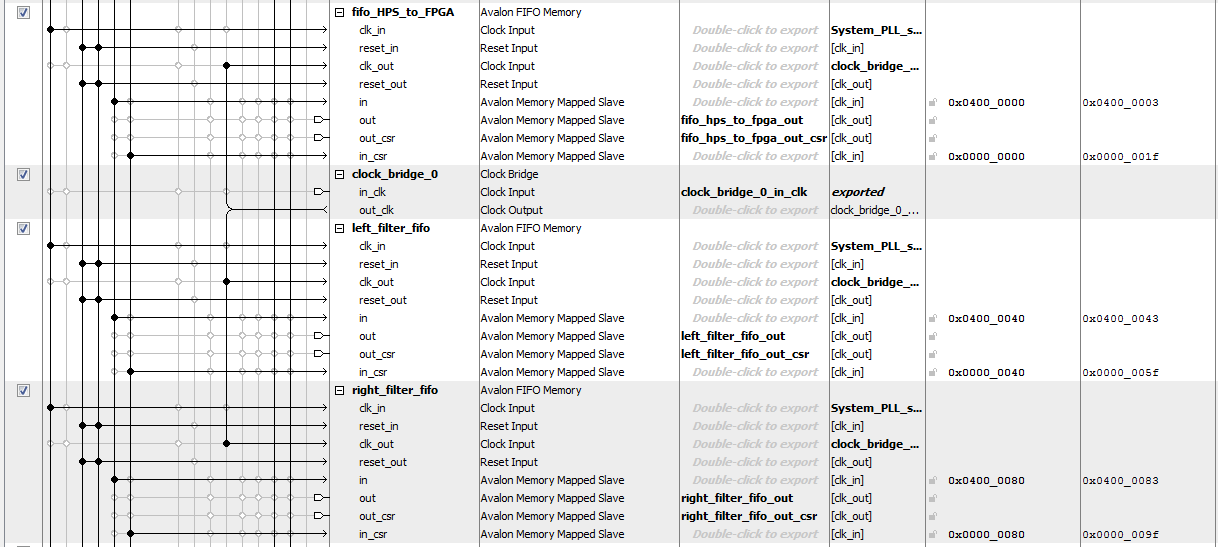 fifo_HPS_to_FPGA Avalon FIFO Memory
clk_in Clock Input Double-click to export System_PLL_s...
reset_in Reset Input Double-click to export [clk_in]
clk_out Clock Input Double-click to export clock_bridge_...
reset_out Reset Input Double-click to export [clk_out]
in Avalon Memory Mapped Slave Double-click to export [clk_in] 0x0400_0000 0x0400_0003
out Avalon Memory Mapped Slave fifo_hps_to_fpga_out [clk_out]
out_csr Avalon Memory Mapped Slave fifo_hps_to_fpga_out_csr [clk_out]
in_csr Avalon Memory Mapped Slave Double-click to export [clk_in] 0x0000_0000 0x0000_001f
clock_bridge_0 Clock Bridge
in_clk Clock Input clock_bridge_0_in_clk exported
out_clk Clock Output Double-click to export clock_bridge_0_...
left_filter_fifo Avalon FIFO Memory
clk_in Clock Input Double-click to export System_PLL_s...
reset_in Reset Input Double-click to export [clk_in]
clk_out Clock Input Double-click to export clock_bridge_...
reset_out Reset Input Double-click to export [clk_out]
in Avalon Memory Mapped Slave Double-click to export [clk_in] 0x0400_0040 0x0400_0043
out Avalon Memory Mapped Slave left_filter_fifo_out [clk_out]
out_csr Avalon Memory Mapped Slave left_filter_fifo_out_csr [clk_out]
in_csr Avalon Memory Mapped Slave Double-click to export [clk_in] 0x0000_0040 0x0000_005f
right_filter_fifo Avalon FIFO Memory
clk_in Clock Input Double-click to export System_PLL_s...
reset_in Reset Input Double-click to export [clk_in]
clk_out Clock Input Double-click to export clock_bridge_...
reset_out Reset Input Double-click to export [clk_out]
in Avalon Memory Mapped Slave Double-click to export [clk_in] 0x0400_0080 0x0400_0083
out Avalon Memory Mapped Slave right_filter_fifo_out [clk_out]
out_csr Avalon Memory Mapped Slave right_filter_fifo_out_csr [clk_out]
in_csr Avalon Memory Mapped Slave Double-click to export [clk_in] 0x0000_0080 0x0000_009f